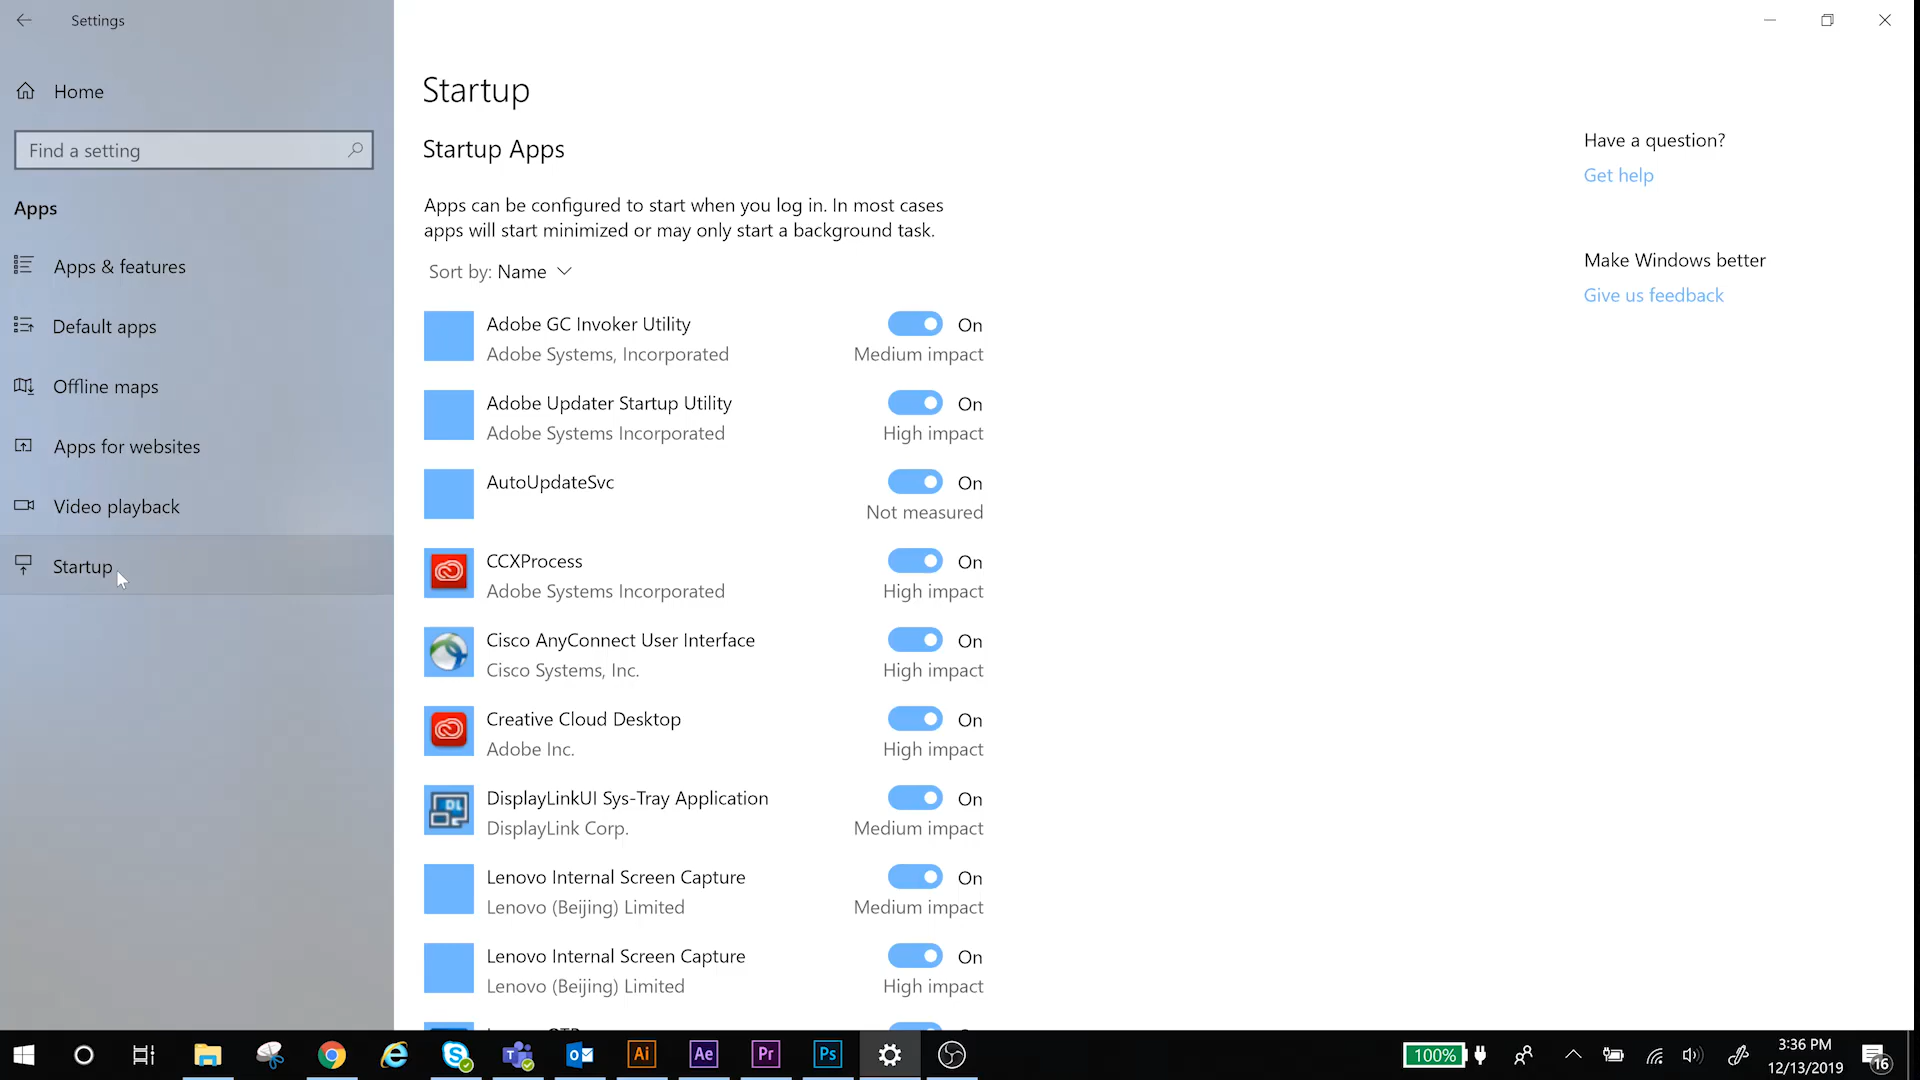 Settings
Home
Find a setting
Apps
Apps & features
Default apps
Offline maps
Apps for websites
Video playback
Startup
Startup
Startup Apps
Apps can be configured to start when you log in. In most cases
apps will start minimized or may only start a background task.
Sort by: Name
Adobe GC Invoker Utility
On
Adobe Systems, Incorporated
Medium impact
Adobe Updater Startup Utility
On
Adobe Systems Incorporated
High impact
AutoUpdateSvc
On
Not measured
CCXProcess
On
Adobe Systems Incorporated
High impact
Cisco AnyConnect User Interface
On
Cisco Systems, Inc.
High impact
Creative Cloud Desktop
On
Adobe Inc.
High impact
DL
DisplayLinkUI Sys-Tray Application
On
DisplayLink Corp.
Medium impact
Lenovo Internal Screen Capture
On
Lenovo (Beijing) Limited
Medium impact
Lenovo Internal Screen Capture
On
Lenovo (Beijing) Limited
High impact
Have a question?
Get help
Make Windows better
Give us feedback
Ai
Ae
Pr
Ps
100%
3:36 PM
12/13/2019
16